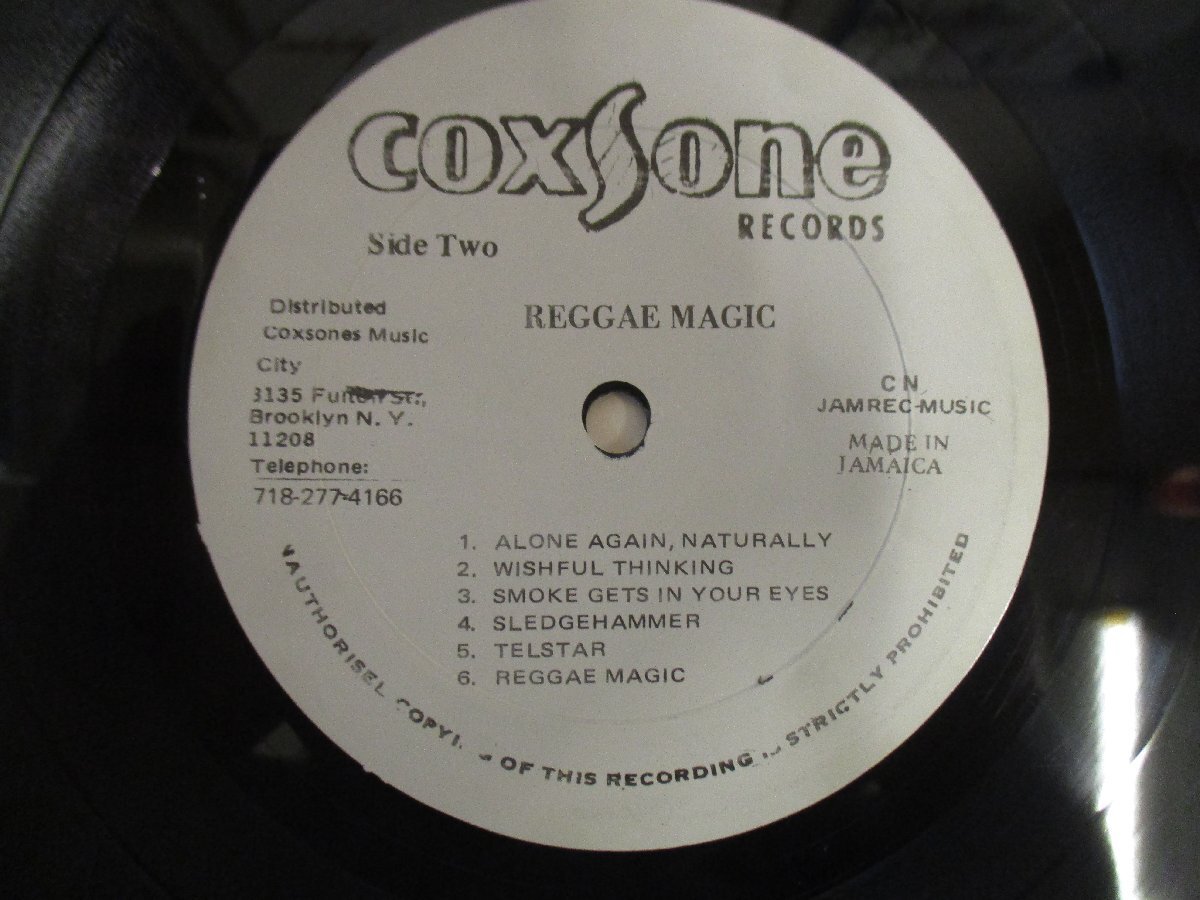 coxsone
RECORDS
Side Two
REGGAE MAGIC
Distributed
Coxsones Music
City
3135 Fulton St.,
Brooklyn N. Y.
11208
Telephone:
718-277-4166
C N
JAMREC-MUSIC
MADE IN
JAMAICA
1. ALONE AGAIN, NATURALLY
2. WISHFUL THINKING
3. SMOKE GETS IN YOUR EYES
4. SLEDGEHAMMER
5. TELSTAR
6. REGGAE MAGIC
OF THIS RECORDING STRICTLY PROHIBITED